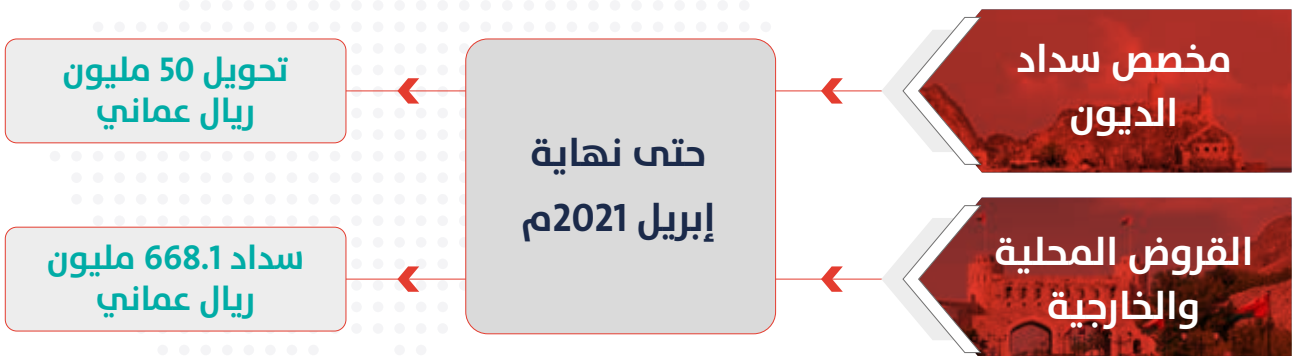 مخصص سداد
الديون
حتى نهاية
إبريل 2021م
تحويل 50 مليون
ريال عماني
القروض المحلية
والخارجية
سداد 668.1 مليون
ريال عماني